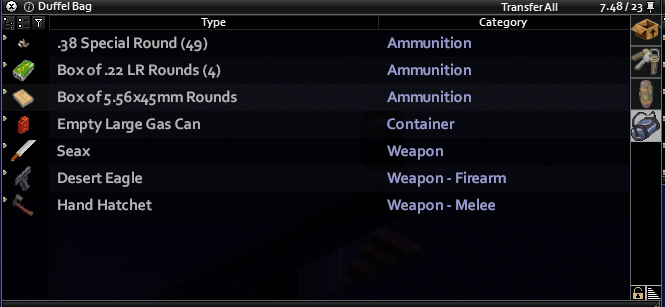 Duffel Bag Transfer All 7.48 / 23
Type Category
.38 Special Round (49) Ammunition
Box of .22 LR Rounds (4) Ammunition
Box of 5.56x45mm Rounds Ammunition
Empty Large Gas Can Container
Seax Weapon
Desert Eagle Weapon - Firearm
Hand Hatchet Weapon - Melee